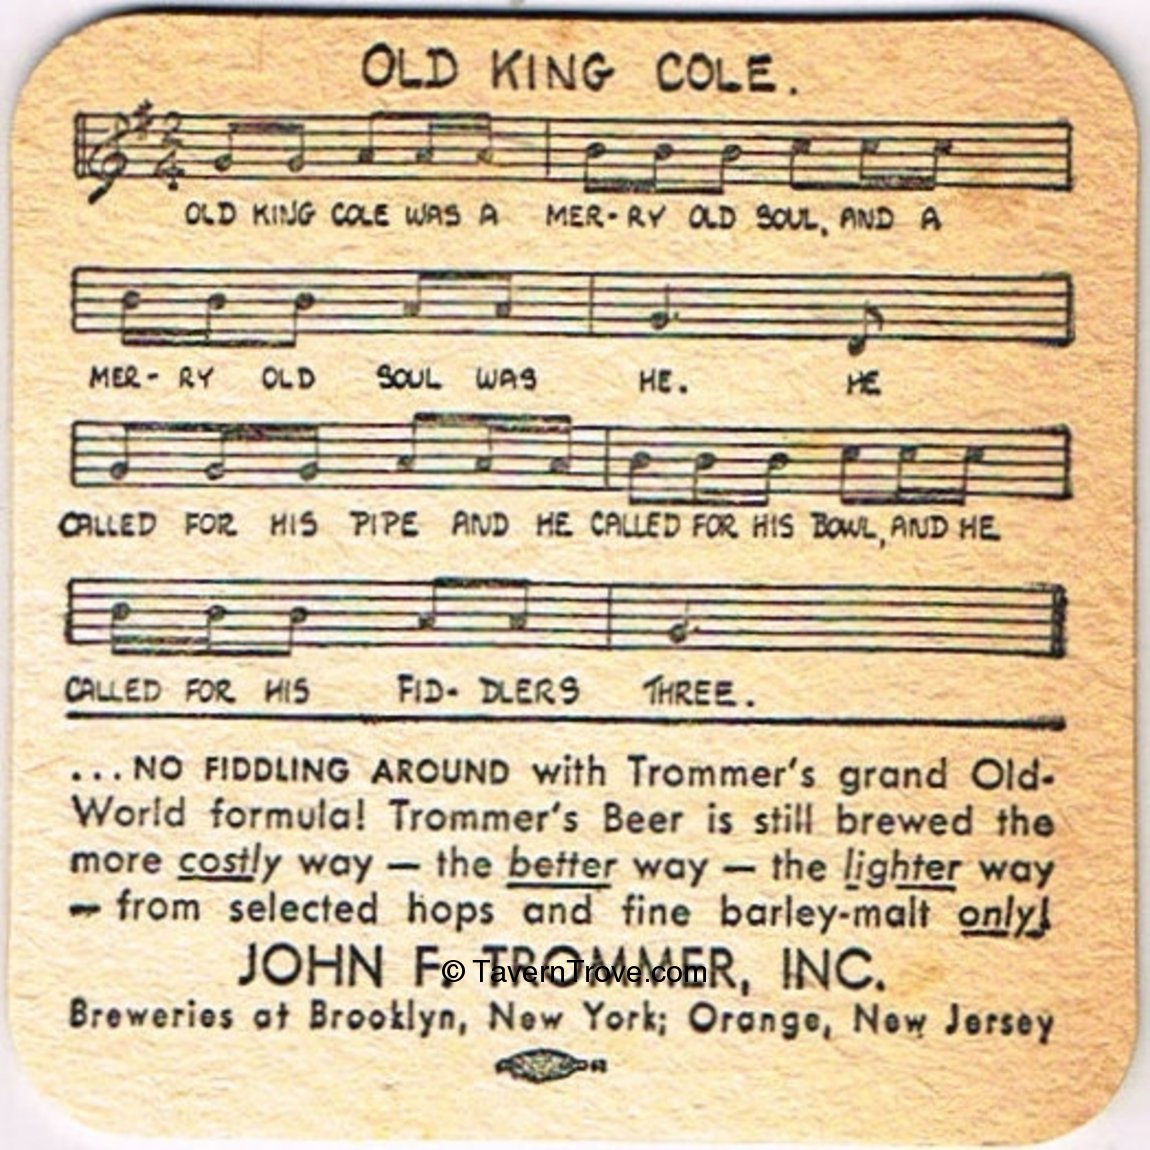 OLD KING COLE.
2
4
OLD KING COLE WAS A MER-RY OLD SOUL, AND A
MER-RY OLD SOUL WAS HE. HE
CALLED FOR HIS PIPE AND HE CALLED FOR HIS BOWL, AND HE
CALLED FOR HIS FID-DLERS THREE.
...NO FIDDLING AROUND with Trommer's grand Old-
World formula! Trommer's Beer is still brewed the
more costly way — the better way — the lighter way
— from selected hops and fine barley-malt only!
JOHN F. TROMMER, INC.
© TavernTrove.com
Breweries at Brooklyn, New York; Orange, New Jersey